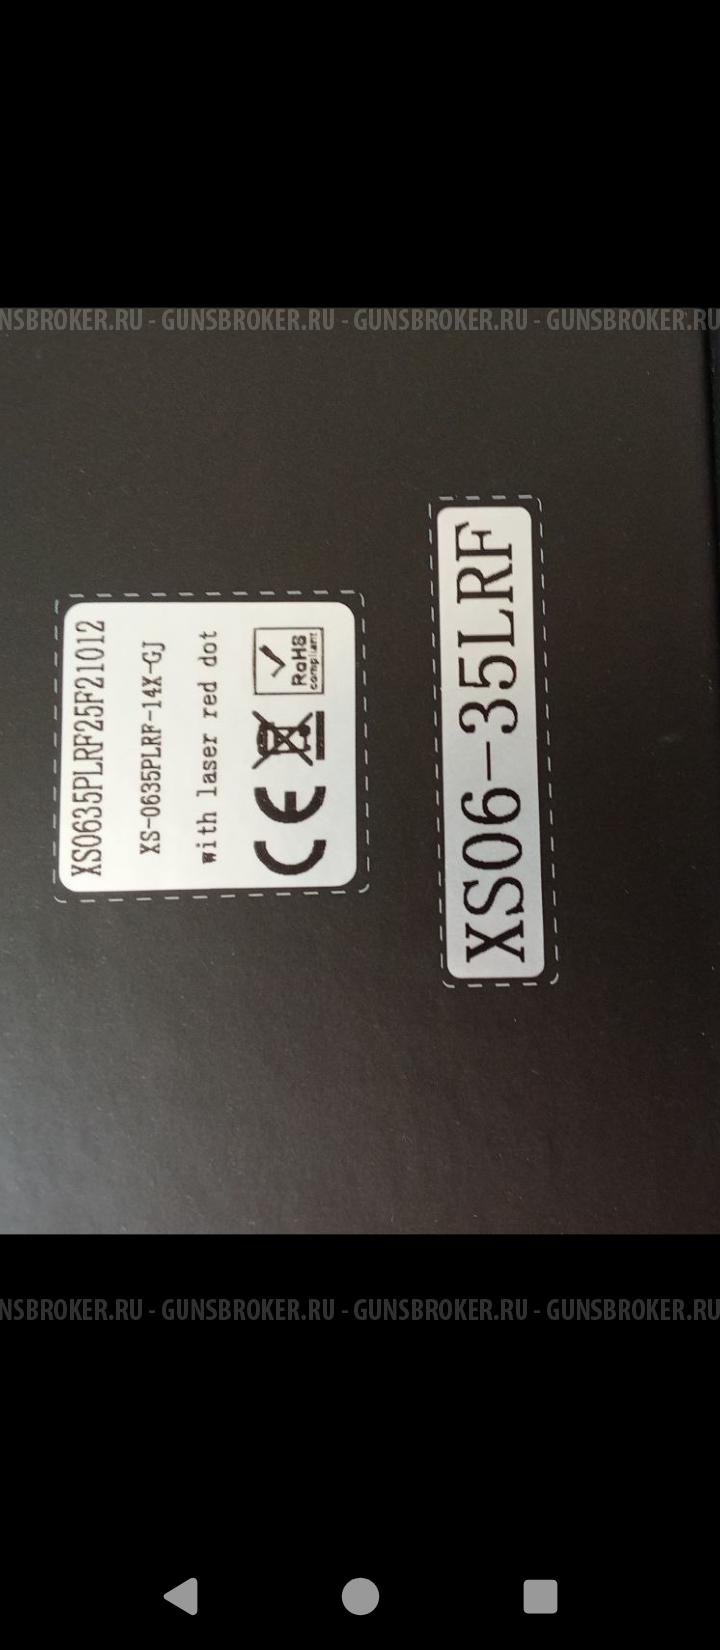 NSBROKER.RU - GUNSBROKER.RU - GUNSBROKER.RU - GUNSBROKER.RU
XS0635PLRF25F21012
XS-0635PLRF-14X-GJ
with laser red dot
CE
RoHS
compliant
XS06-35LRF
NSBROKER.RU - GUNSBROKER.RU - GUNSBROKER.RU - GUNSBROKER.RU